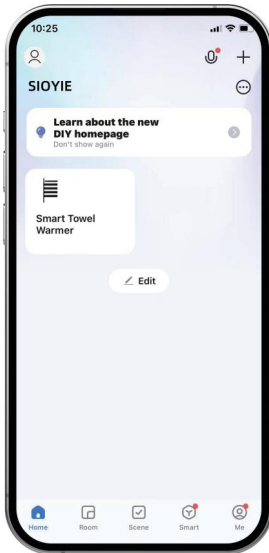 10:25
SIOYIE
Learn about the new
DIY homepage
Don't show again
Smart Towel
Warmer
Edit
Home Room Scene Smart Me